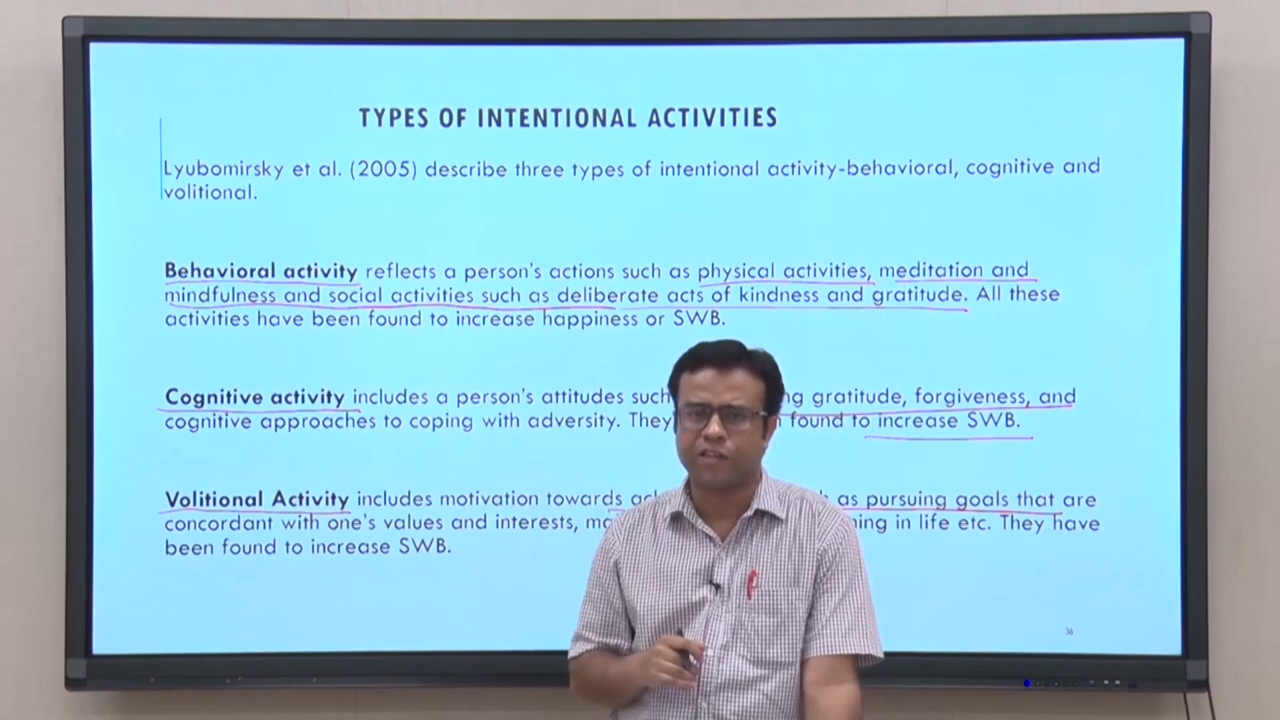 TYPES OF INTENTIONAL ACTIVITIES
Lyubomirsky et al. (2005) describe three types of intentional activity-behavioral, cognitive and
volitional.
Behavioral activity reflects a person's actions such as physical activities, meditation and
mindfulness and social activities such as deliberate acts of kindness and gratitude. All these
activities have been found to increase happiness or SWB.
Cognitive activity includes a person's attitudes such gratitude, forgiveness, and
cognitive approaches to coping with adversity. They found to increase SWB.
Volitional Activity includes motivation towards as pursuing goals that are
concordant with one's values and interests, in life etc. They have
been found to increase SWB.
36